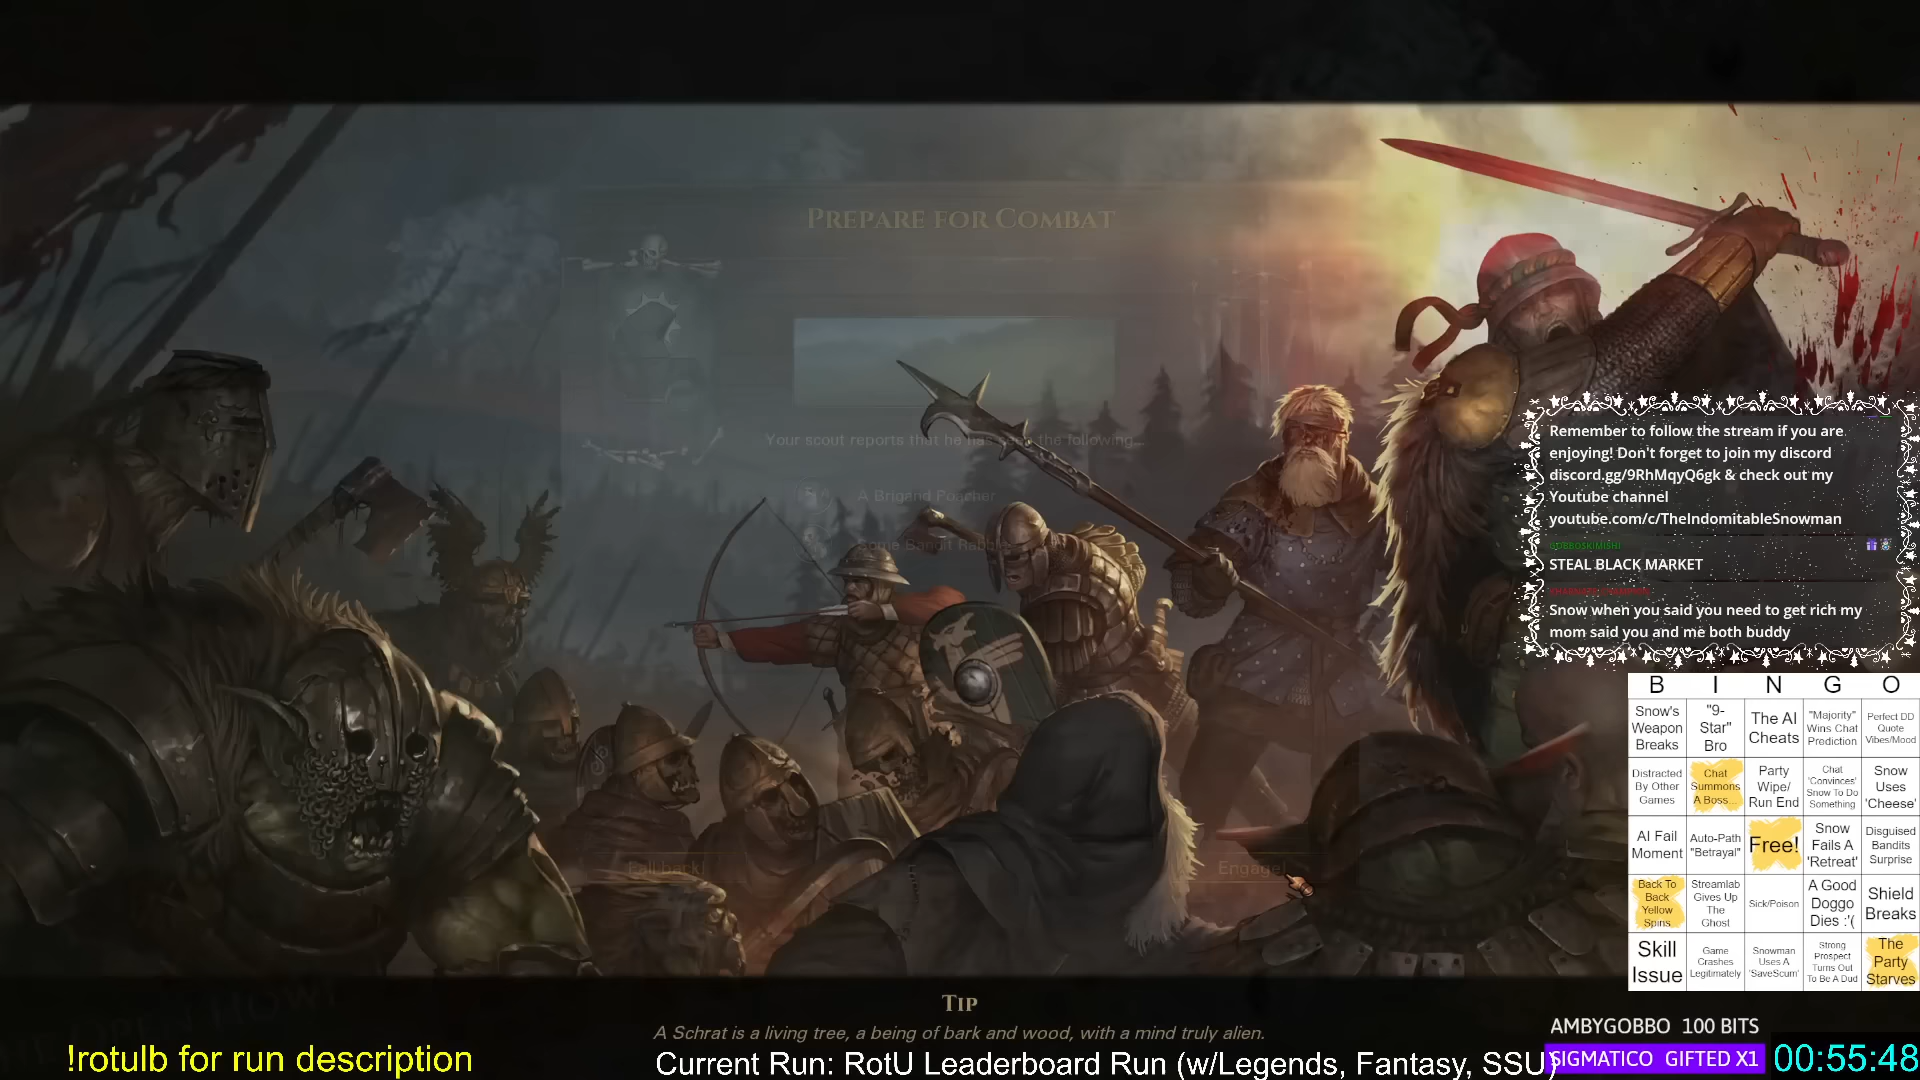 PREPARE FOR COMBAT
Your scout reports that he has seen the following...
A Brigand Poacher
Some Bandit Rabble
Fall back!
Engage!
Remember to follow the stream if you are
enjoying! Don't forget to join my discord
discord.gg/9RhMqyQ6gk & check out my
Youtube channel
youtube.com/c/TheIndomitableSnowman
GOBBOSKIMISHI
STEAL BLACK MARKET
Snow when you said you need to get rich my
mom said you and me both buddy
B I N G O
Snow's
Weapon
Breaks
"9-
Star"
Bro
The AI
Cheats
"Majority"
Wins Chat
Prediction
Perfect DD
Quote
Vibes/Mood
Distracted
By Other
Games
Chat
Summons
A Boss...
Party
Wipe/
Run End
Chat
'Convinces'
Snow To Do
Something
Snow
Uses
'Cheese'
AI Fail
Moment
Auto-Path
"Betrayal"
Free!
Snow
Fails A
'Retreat'
Disguised
Bandits
Surprise
Back To
Back
Yellow
Spins
Streamlab
Gives Up
The
Ghost
Sick/Poison
A Good
Doggo
Dies :'(
Shield
Breaks
Skill
Issue
Game
Crashes
Legitimately
Snowman
Uses A
'SaveScum'
Strong
Prospect
Turns Out
To Be A Dud
The
Party
Starves
TIP
A Schrat is a living tree, a being of bark and wood, with a mind truly alien.
!rotulb for run description
Current Run: RotU Leaderboard Run (w/Legends, Fantasy, SSU)
AMBYGOBBO 100 BITS
SIGMATICO GIFTED X1
00:55:48